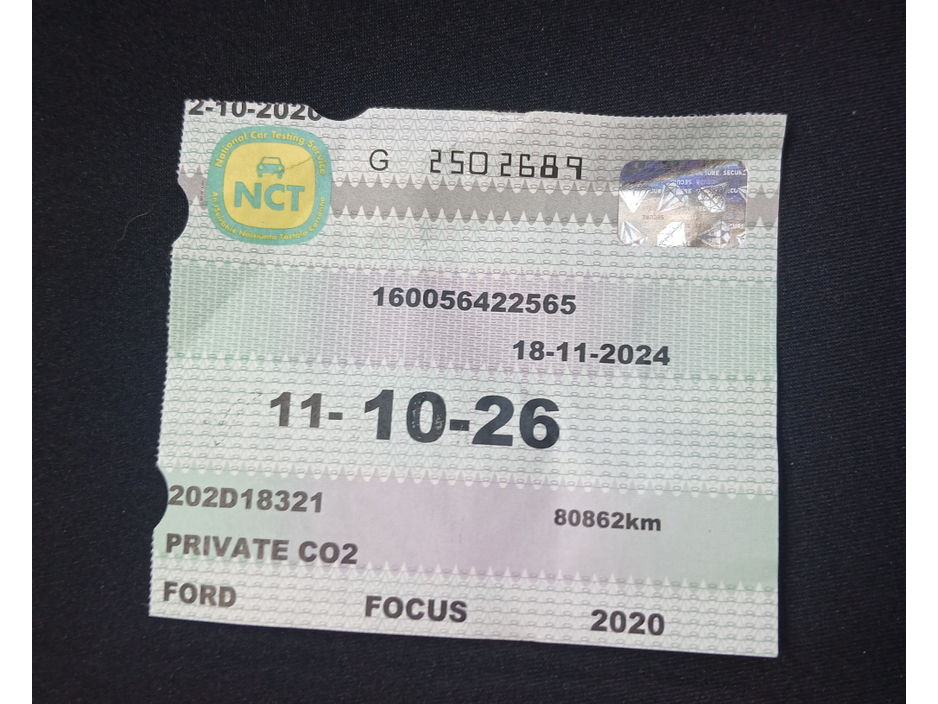 2-10-2020
National Car Testing Service
NCT
G 2502689
160056422565
18-11-2024
11- 10-26
202D18321
80862km
PRIVATE CO2
FORD FOCUS 2020